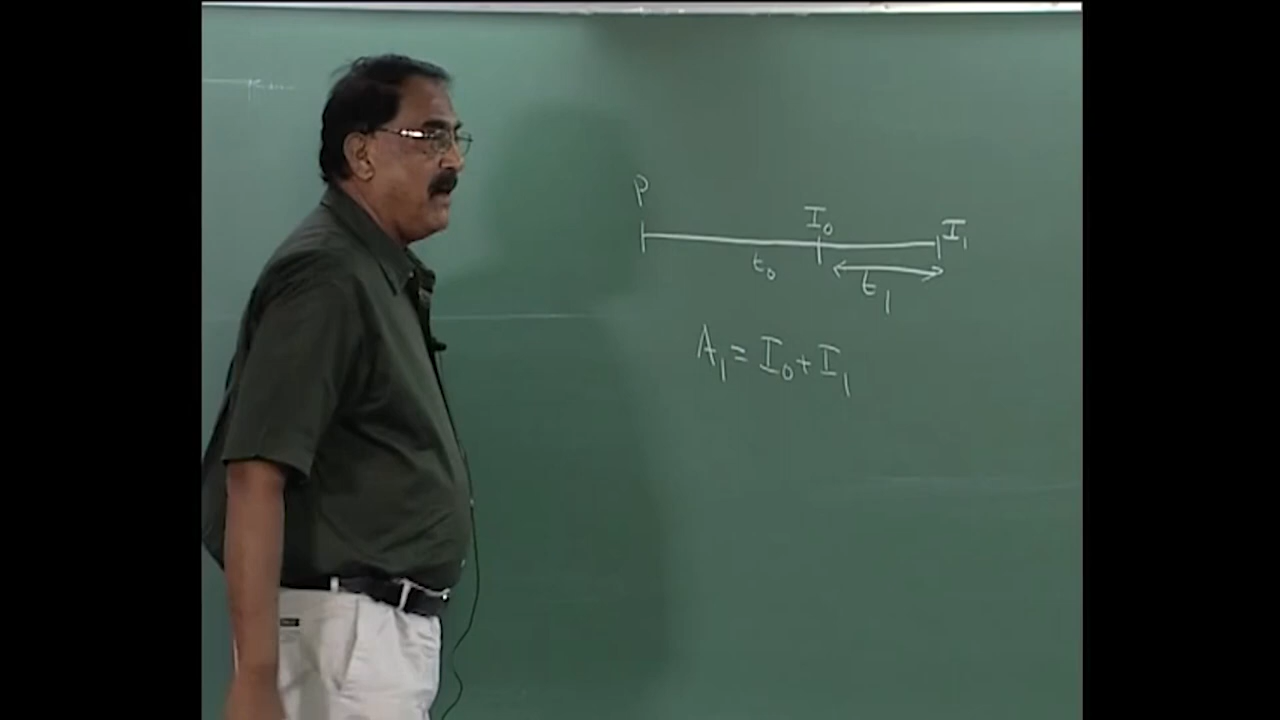 P
I₀ I₁
t₀ t₁
A₁ = I₀ + I₁